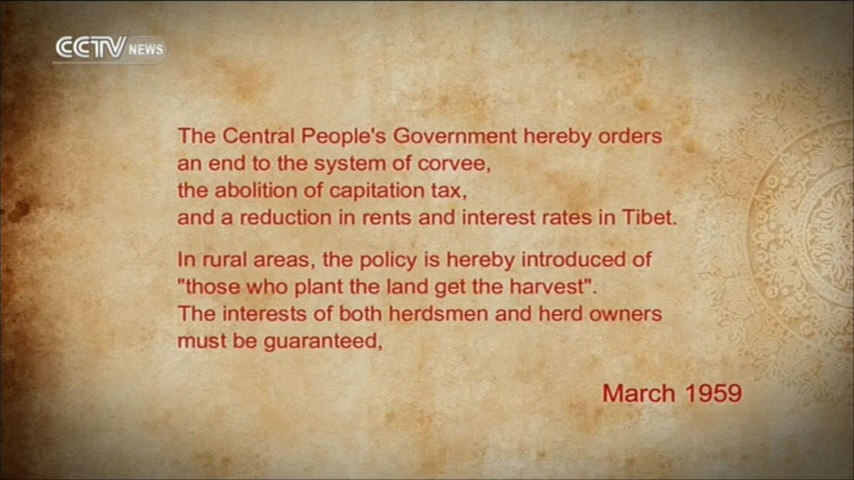 CCTV NEWS
The Central People's Government hereby orders
an end to the system of corvee,
the abolition of capitation tax,
and a reduction in rents and interest rates in Tibet.
In rural areas, the policy is hereby introduced of
"those who plant the land get the harvest".
The interests of both herdsmen and herd owners
must be guaranteed,
March 1959